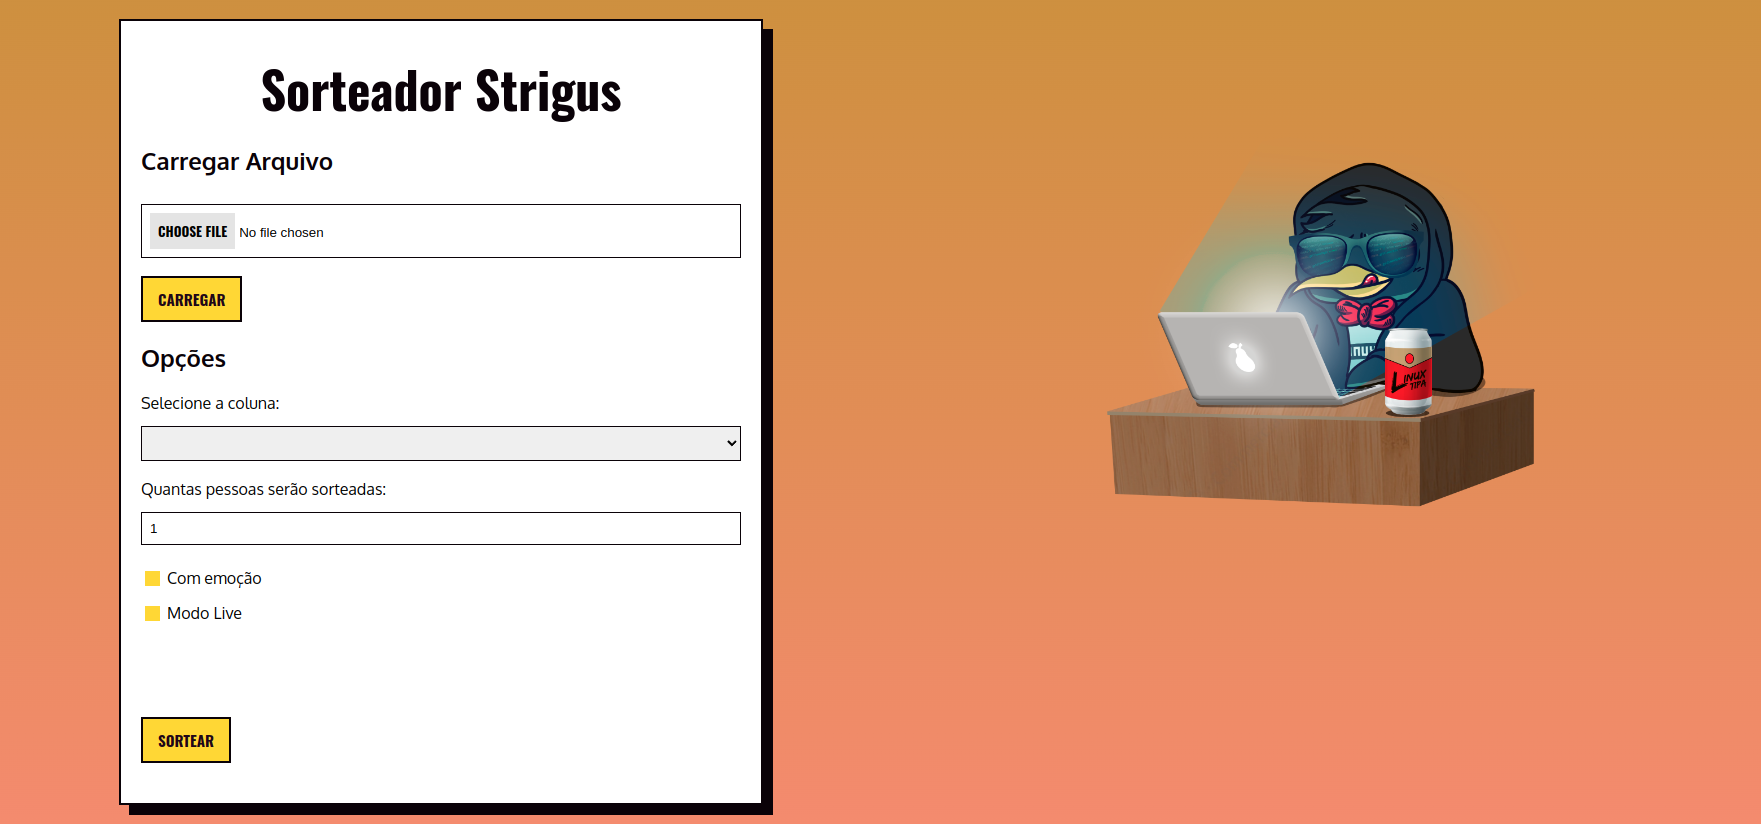 Sorteador Strigus
Carregar Arquivo
CHOOSE FILE No file chosen
CARREGAR
Opções
Selecione a coluna:
Quantas pessoas serão sorteadas:
1
Com emoção
Modo Live
SORTEAR
LINUX
TIPA